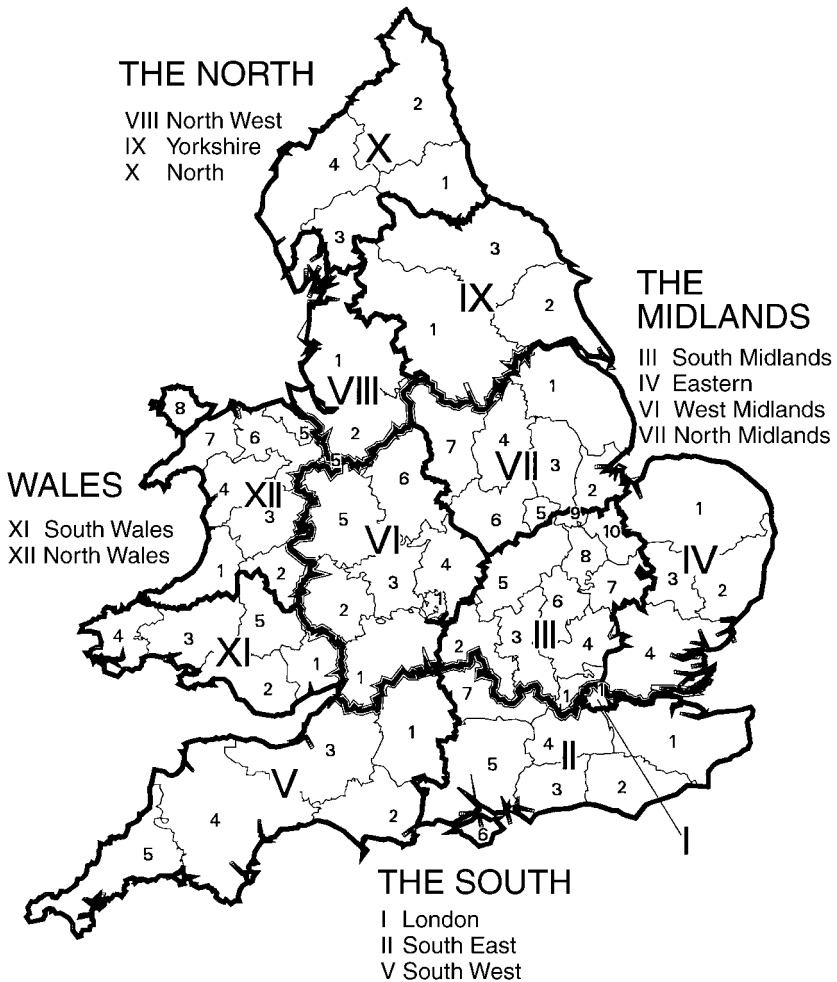 THE NORTH
VIII North West
IX Yorkshire
X North
2
X
4
1
3
3
IX
2
1
THE
MIDLANDS
III South Midlands
IV Eastern
VI West Midlands
VII North Midlands
1
VIII
2
5
1
7
4
VII
3
2
6
5
9
8
7
6
5
4
XII
3
1
2
WALES
XI South Wales
XII North Wales
6
5
VI
4
3
2
1
1
1
IV
3
2
4
10
8
5
6
7
3
III
4
2
1
4
3
5
XI
1
2
7
1
3
V
4
2
5
4
II
1
5
3
2
6
I
THE SOUTH
I London
II South East
V South West